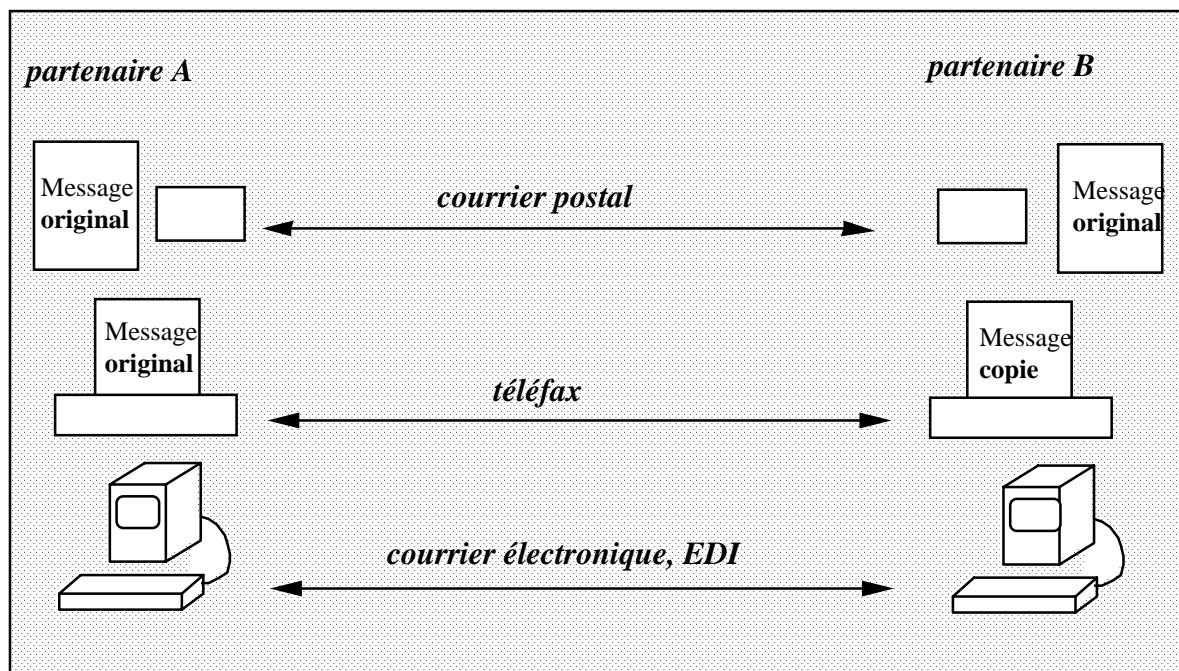 partenaire A
partenaire B
Message
original
courrier postal
Message
original
Message
original
téléfax
Message
copie
courrier électronique, EDI